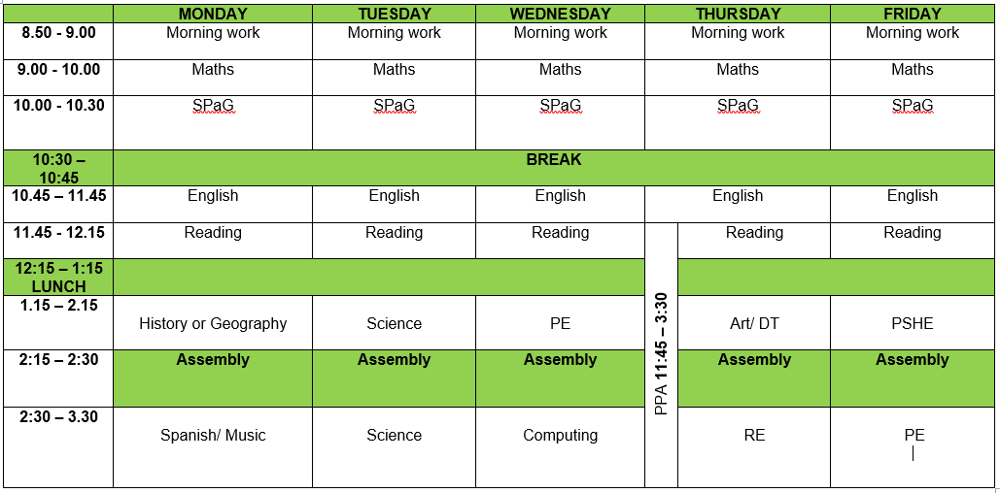 MONDAY TUESDAY WEDNESDAY THURSDAY FRIDAY
8.50 - 9.00 Morning work Morning work Morning work Morning work Morning work
9.00 - 10.00 Maths Maths Maths Maths Maths
10.00 - 10.30 SPaG SPaG SPaG SPaG SPaG
10:30 – BREAK
10:45
10.45 – 11.45 English English English English English
11.45 - 12.15 Reading Reading Reading Reading Reading
12:15 – 1:15
LUNCH
1.15 – 2.15
History or Geography Science PE Art/ DT PSHE
PPA 11:45 – 3:30
2:15 – 2:30 Assembly Assembly Assembly Assembly Assembly
2:30 – 3.30
Spanish/ Music Science Computing RE PE